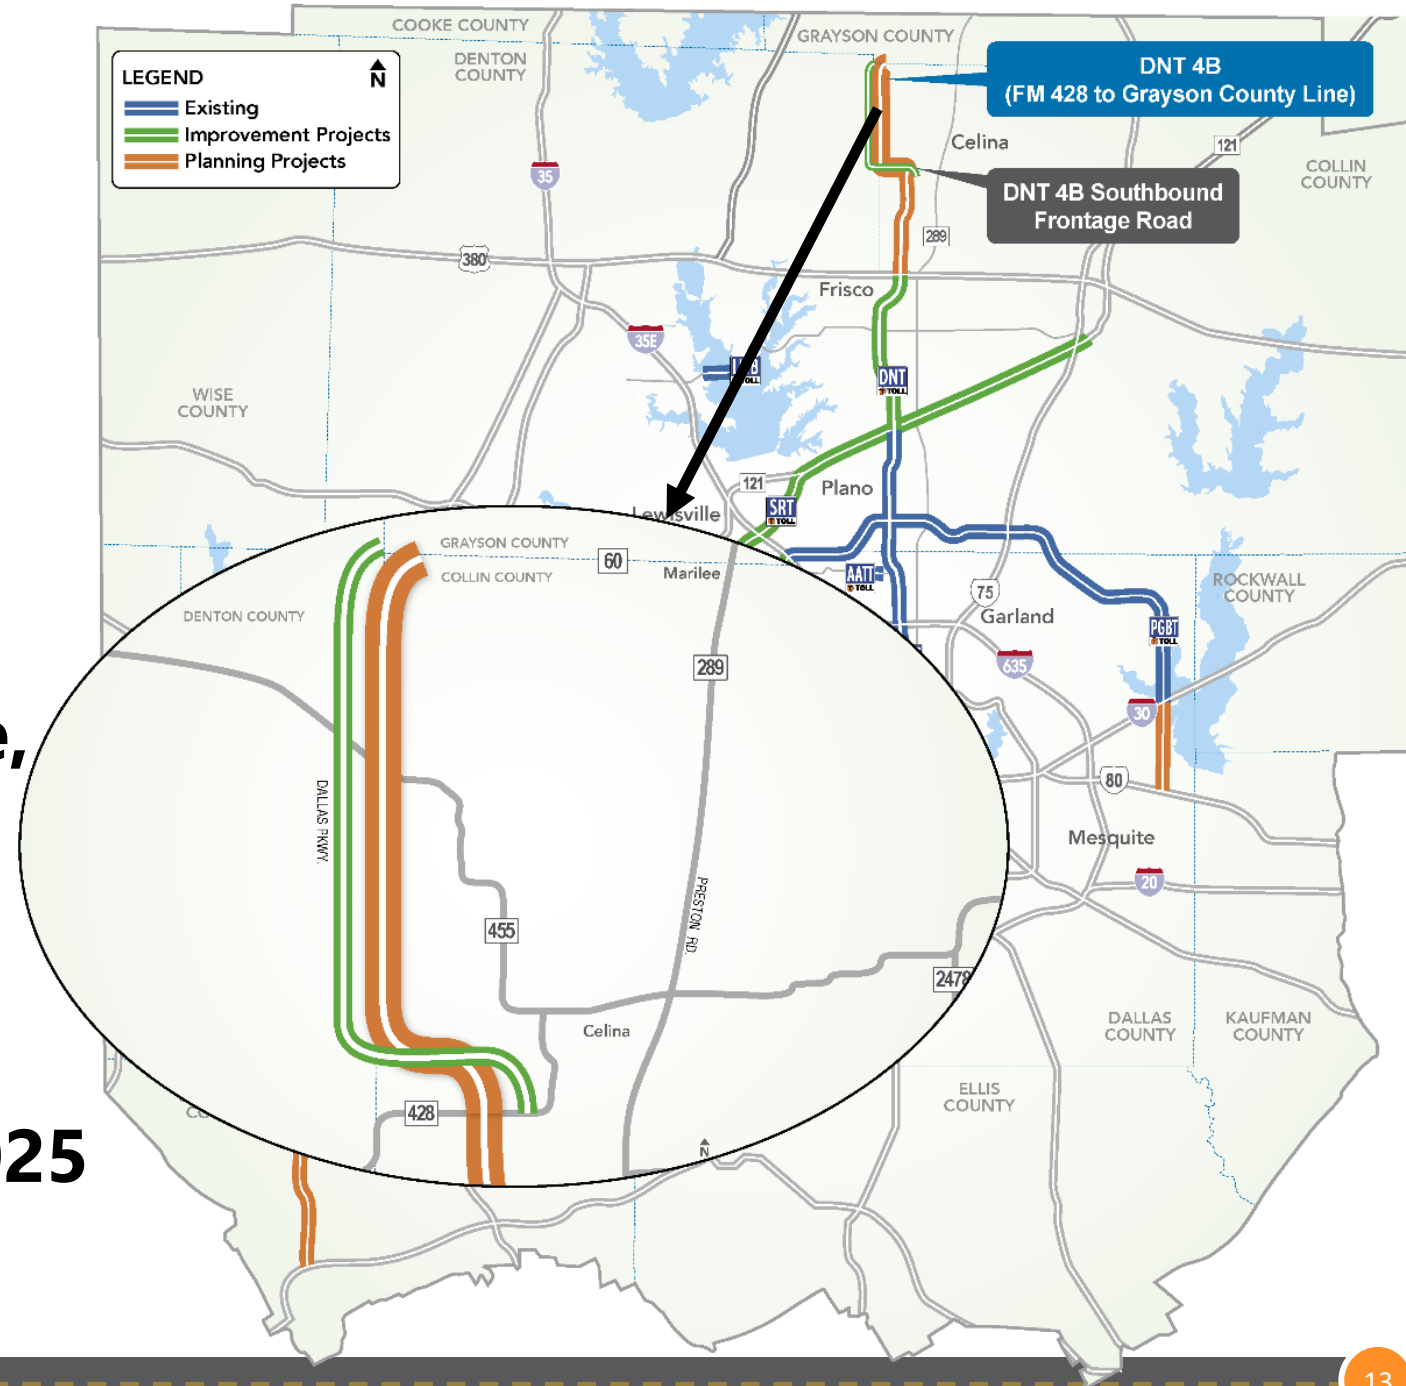 COOKE COUNTY
GRAYSON COUNTY
DENTON
COUNTY
LEGEND
N
Existing
Improvement Projects
Planning Projects
DNT 4B
(FM 428 to Grayson County Line)
Celina
121
COLLIN
COUNTY
35
DNT 4B Southbound
Frontage Road
289
380
Frisco
35E
TOLL
DNT
TOLL
WISE
COUNTY
121
Plano
SRT
TOLL
Lewisville
GRAYSON COUNTY
60
COLLIN COUNTY
Marilee
AATT
TOLL
75
ROCKWALL
COUNTY
DENTON COUNTY
Garland
PGBT
TOLL
289
635
30
e,
80
DALLAS PKWY.
Mesquite
20
PRESTON RD.
455
2478
Celina
DALLAS
COUNTY
KAUFMAN
COUNTY
ELLIS
COUNTY
428
025
N
13